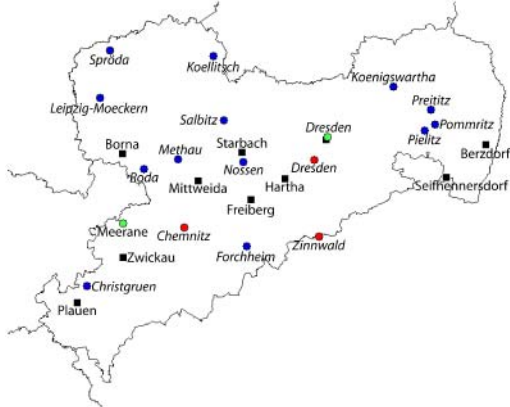 Spröda
Koellitsch
Koenigswartha
Leipzig-Moeckern
Preititz
Salbitz
Pommritz
Dresden
Pielitz
Borna
Starbach
Berzdorf
Methau
Dresden
Roda
Nossen
Mittweida
Hartha
Seifhennersdorf
Freiberg
Meerane
Chemnitz
Zinnwald
Forchheim
Zwickau
Christgruen
Plauen